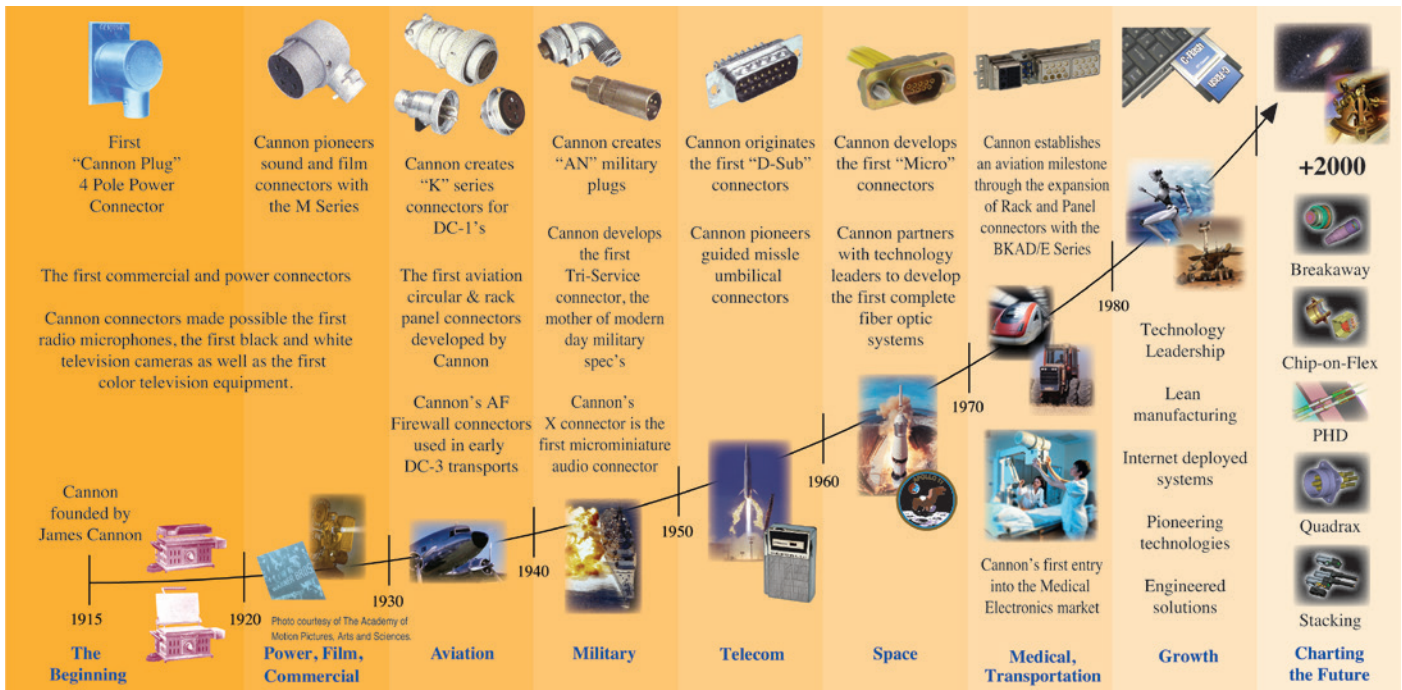 First
“Cannon Plug”
4 Pole Power
Connector
Cannon pioneers
sound and film
connectors with
the M Series
The first commercial and power connectors
Cannon connectors made possible the first
radio microphones, the first black and white
television cameras as well as the first
color television equipment.
Cannon
founded by
James Cannon
1915
The
Beginning
1920
Photo courtesy of The Academy of
Motion Pictures, Arts and Sciences.
Power, Film,
Commercial
Cannon creates
“K” series
connectors for
DC-1’s
The first aviation
circular & rack
panel connectors
developed by
Cannon
Cannon’s AF
Firewall connectors
used in early
DC-3 transports
1930
Aviation
Cannon creates
“AN” military
plugs
Cannon develops
the first
Tri-Service
connector, the
mother of modern
day military
spec’s
Cannon’s
X connector is the
first microminiature
audio connector
1940
Military
Cannon originates
the first “D-Sub”
connectors
Cannon pioneers
guided missle
umbilical
connectors
1950
Telecom
Cannon develops
the first “Micro”
connectors
Cannon partners
with technology
leaders to develop
the first complete
fiber optic
systems
1960
APOLLO 11
Space
Cannon establishes
an aviation milestone
through the expansion
of Rack and Panel
connectors with the
BKAD/E Series
1970
Cannon’s first entry
into the Medical
Electronics market
Medical,
Transportation
C-Flash
C-Flash
1980
Technology
Leadership
Lean
manufacturing
Internet deployed
systems
Pioneering
technologies
Engineered
solutions
Growth
+2000
Breakaway
Chip-on-Flex
PHD
Quadrax
Stacking
Charting
the Future